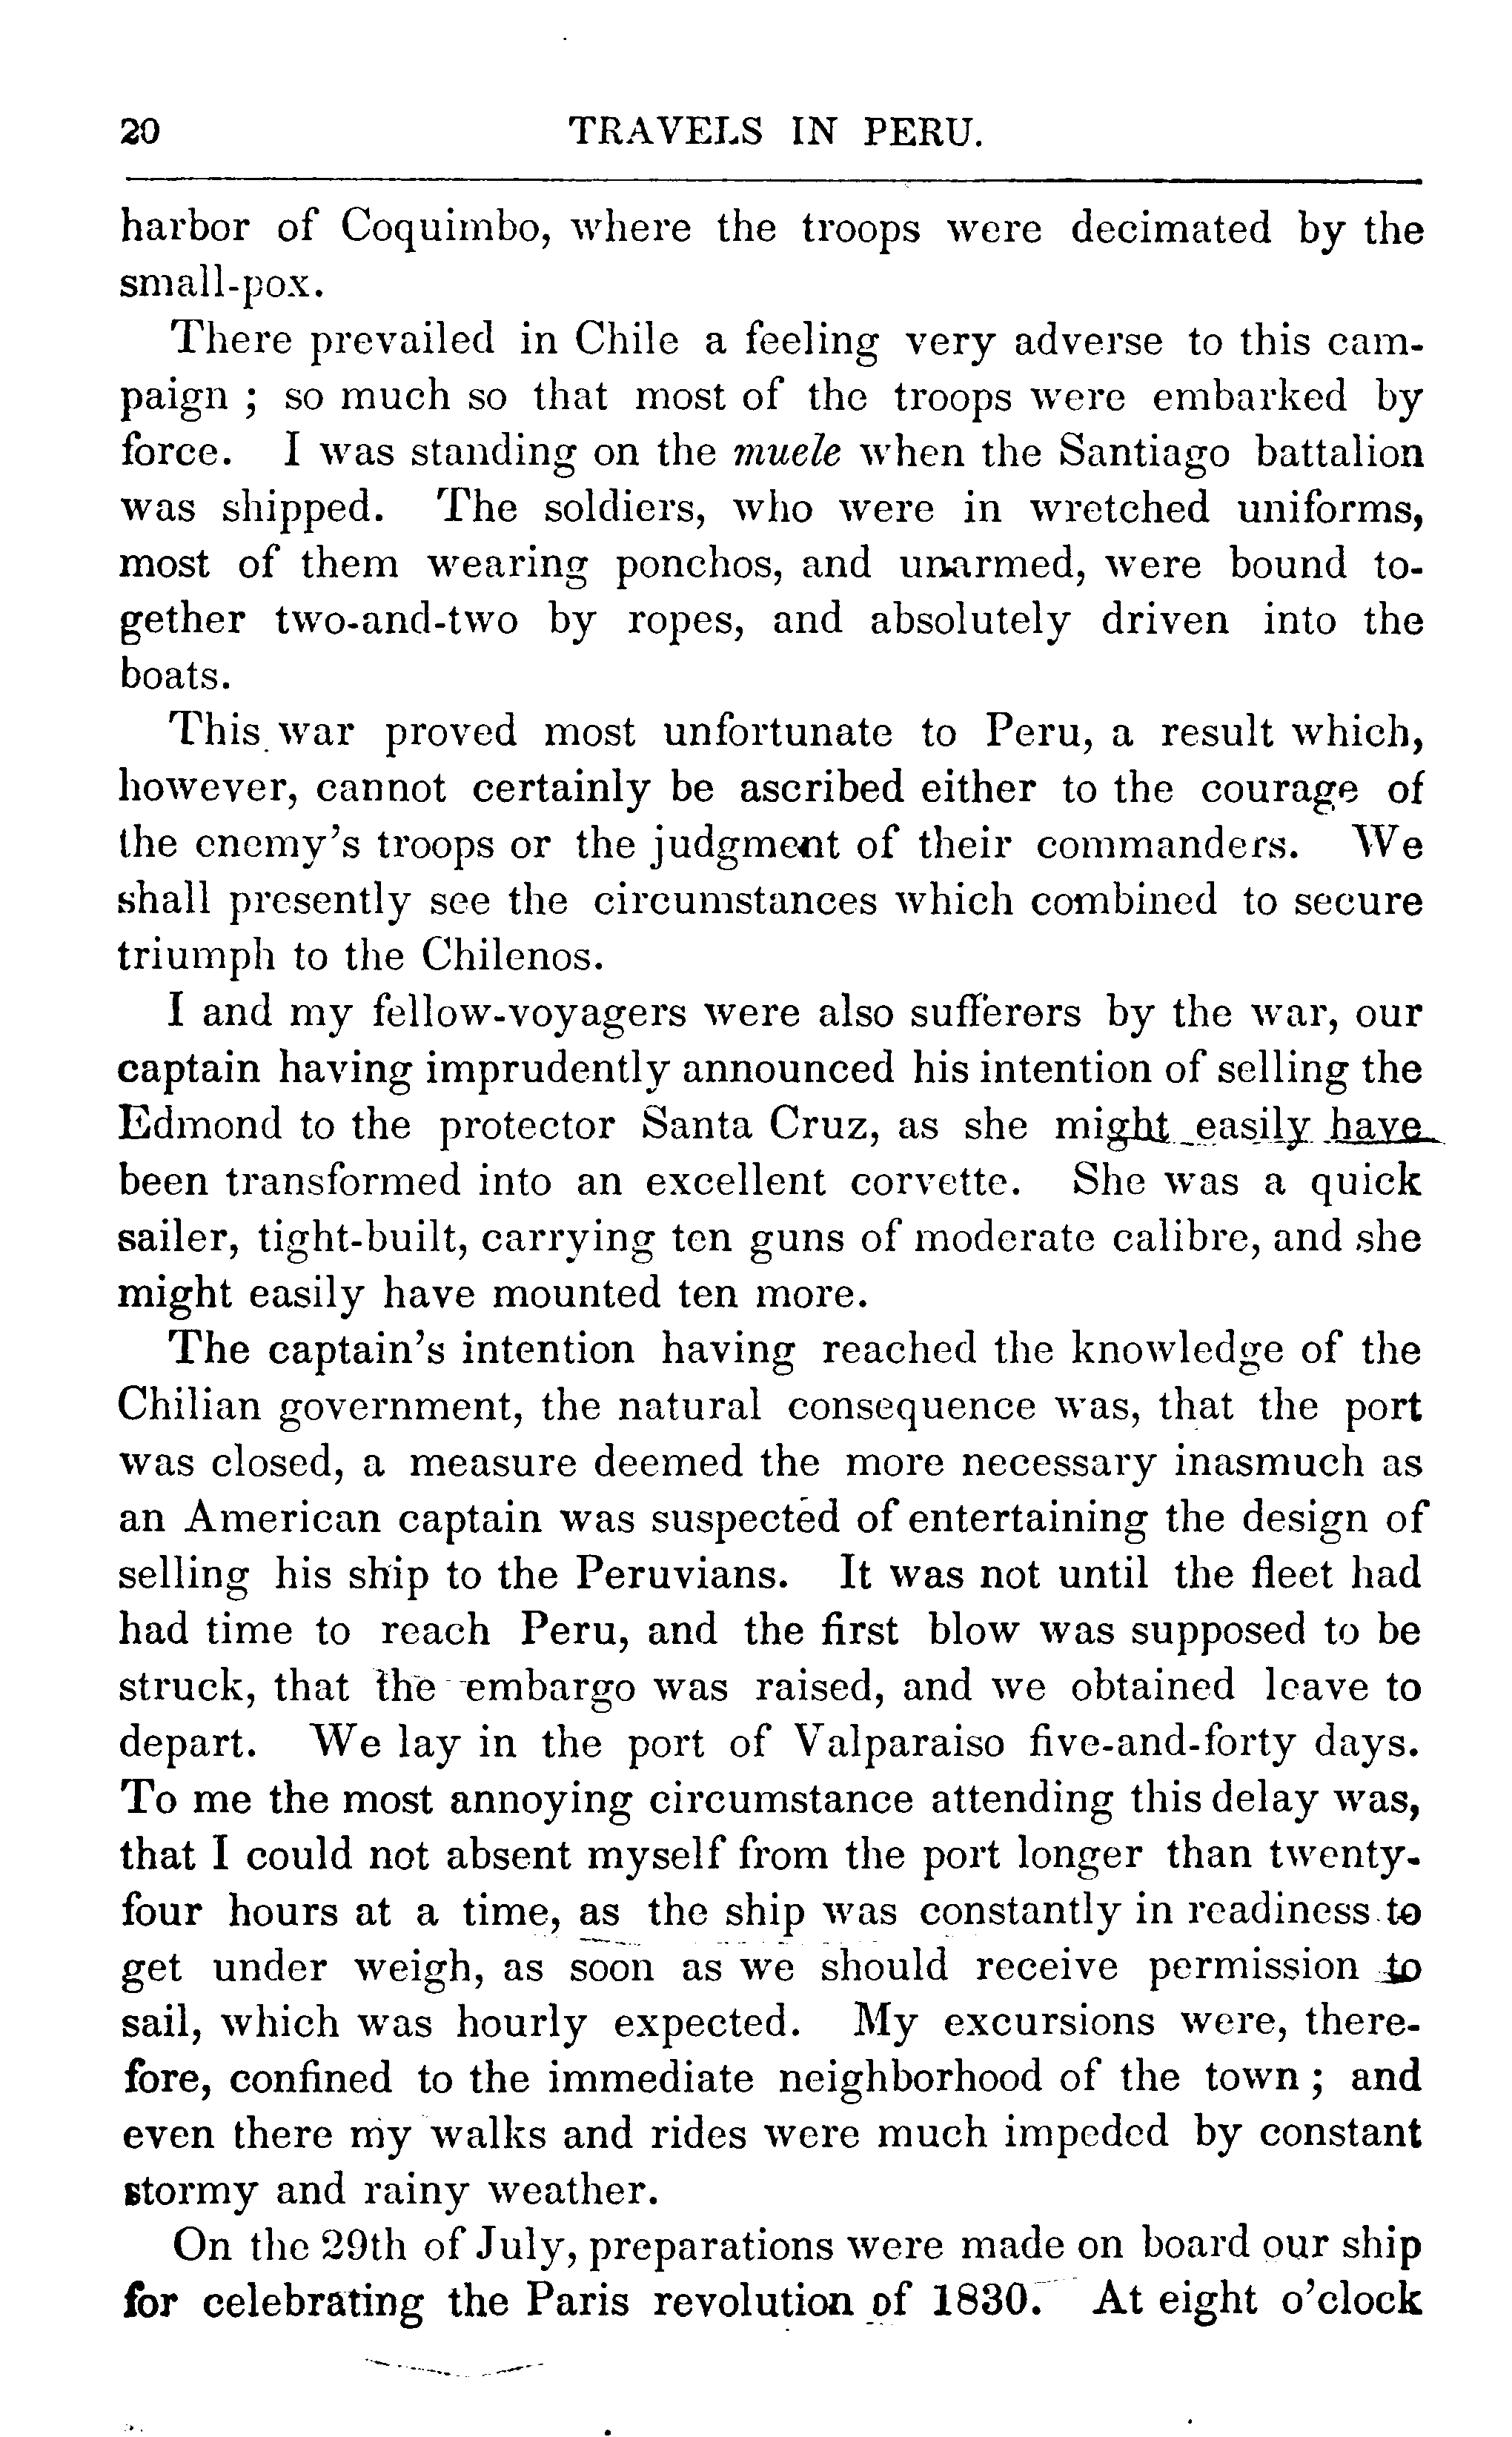 20 TRAVELS IN PERU.
harbor of Coquimbo, where the troops were decimated by the
small-pox.
There prevailed in Chile a feeling very adverse to this cam-
paign ; so much so that most of the troops were embarked by
force. I was standing on the muele when the Santiago battalion
was shipped. The soldiers, who were in wretched uniforms,
most of them wearing ponchos, and unarmed, were bound to-
gether two-and-two by ropes, and absolutely driven into the
boats.
This war proved most unfortunate to Peru, a result which,
however, cannot certainly be ascribed either to the courage of
the enemy's troops or the judgment of their commanders. We
shall presently see the circumstances which combined to secure
triumph to the Chilenos.
I and my fellow-voyagers were also sufferers by the war, our
captain having imprudently announced his intention of selling the
Edmond to the protector Santa Cruz, as she might easily have
been transformed into an excellent corvette. She was a quick
sailer, tight-built, carrying ten guns of moderate calibre, and she
might easily have mounted ten more.
The captain's intention having reached the knowledge of the
Chilian government, the natural consequence was, that the port
was closed, a measure deemed the more necessary inasmuch as
an American captain was suspected of entertaining the design of
selling his ship to the Peruvians. It was not until the fleet had
had time to reach Peru, and the first blow was supposed to be
struck, that the embargo was raised, and we obtained leave to
depart. We lay in the port of Valparaiso five-and-forty days.
To me the most annoying circumstance attending this delay was,
that I could not absent myself from the port longer than twenty-
four hours at a time, as the ship was constantly in readiness to
get under weigh, as soon as we should receive permission to
sail, which was hourly expected. My excursions were, there-
fore, confined to the immediate neighborhood of the town ; and
even there my walks and rides were much impeded by constant
stormy and rainy weather.
On the 29th of July, preparations were made on board our ship
for celebrating the Paris revolution of 1830. At eight o'clock